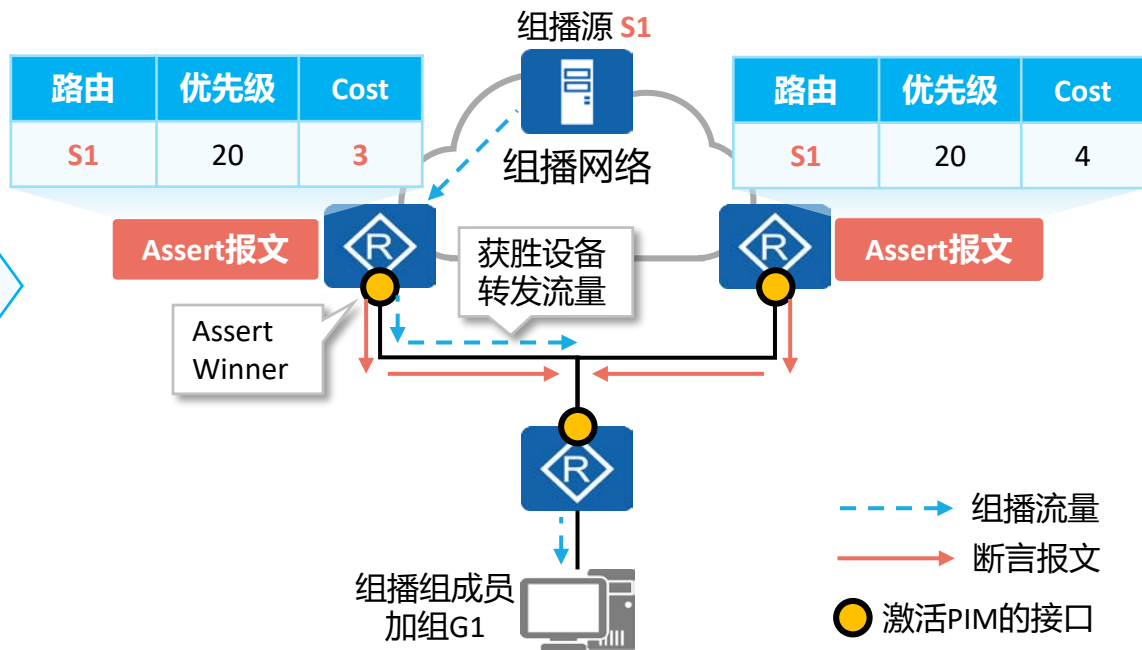 组播源 S1
路由 优先级 Cost
S1 20 3
路由 优先级 Cost
S1 20 4
组播网络
Assert报文
R
获胜设备
转发流量
R
Assert报文
Assert
Winner
R
组播流量
断言报文
组播组成员
加组G1
激活PIM的接口